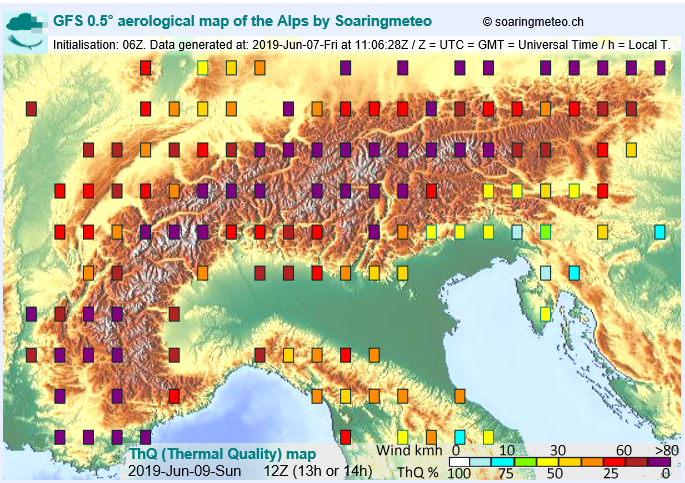 GFS 0.5° aerological map of the Alps by Soaringmeteo
© soaringmeteo.ch
Initialisation: 06Z. Data generated at: 2019-Jun-07-Fri at 11:06:28Z / Z = UTC = GMT = Universal Time / h = Local T.
ThQ (Thermal Quality) map
2019-Jun-09-Sun 12Z (13h or 14h)
Wind kmh 0 10 30 60 >80
ThQ % 100 75 50 25 0